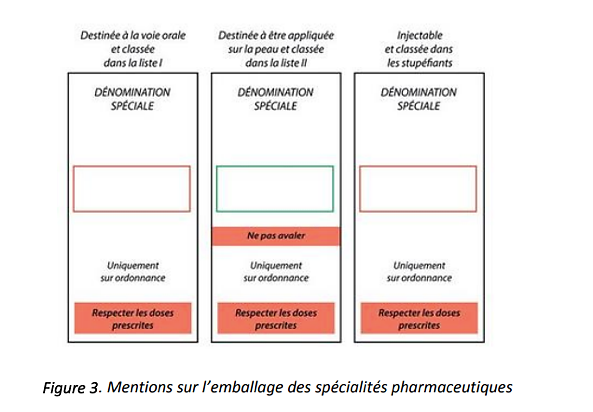 Destinée à la voie orale
et classée
dans la liste I
Destinée à être appliquée
sur la peau et classée
dans la liste II
Injectable
et classée dans
les stupéfiants
DÉNOMINATION
SPÉCIALE
DÉNOMINATION
SPÉCIALE
DÉNOMINATION
SPÉCIALE
Ne pas avaler
Uniquement
sur ordonnance
Uniquement
sur ordonnance
Uniquement
sur ordonnance
Respecter les doses
prescrites
Respecter les doses
prescrites
Respecter les doses
prescrites
Figure 3. Mentions sur l’emballage des spécialités pharmaceutiques